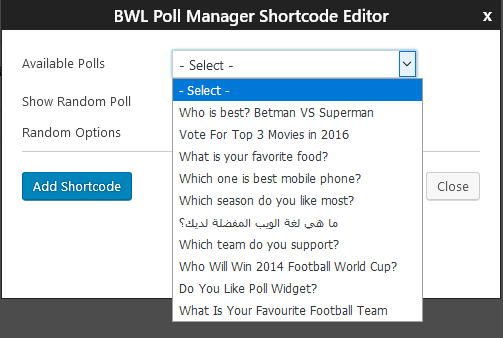 BWL Poll Manager Shortcode Editor x
Available Polls
- Select -
- Select -
Who is best? Betman VS Superman
Show Random Poll
Vote For Top 3 Movies in 2016
Random Options
What is your favorite food?
Which one is best mobile phone?
Add Shortcode
Which season do you like most?
Close
ما هي لغة الويب المفضلة لديك؟
Which team do you support?
Who Will Win 2014 Football World Cup?
Do You Like Poll Widget?
What Is Your Favourite Football Team